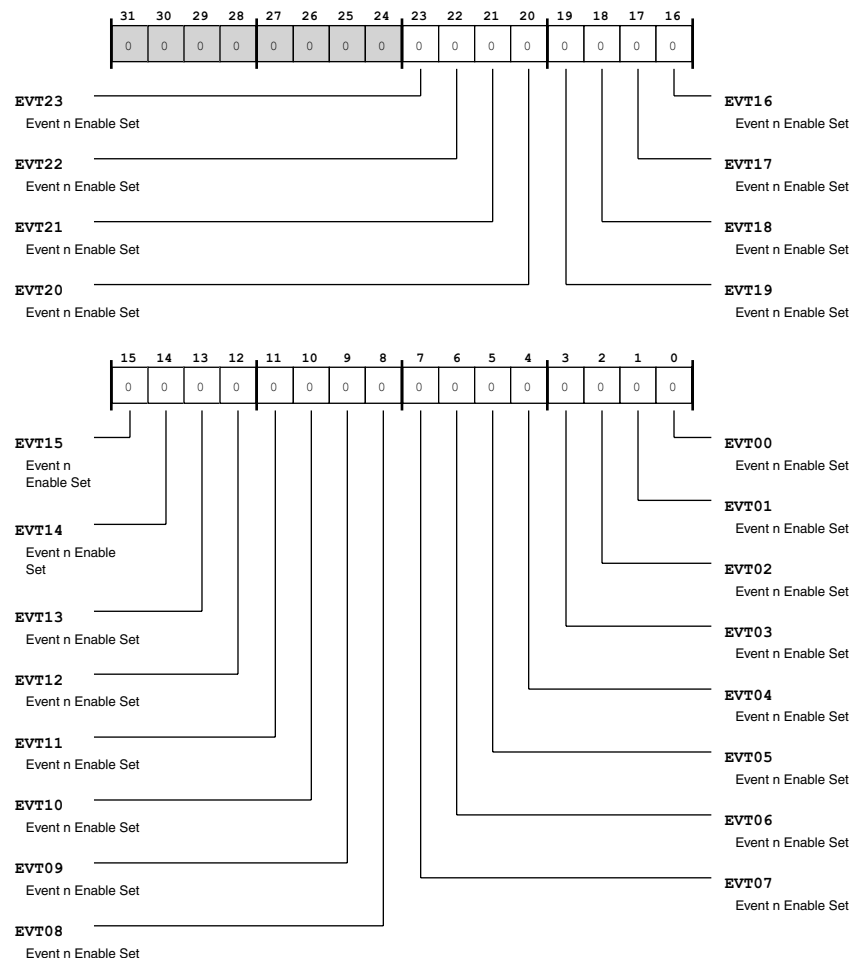 31 30 29 28 27 26 25 24 23 22 21 20 19 18 17 16
0 0 0 0 0 0 0 0 0 0 0 0 0 0 0 0
EVT23
Event n Enable Set
EVT22
Event n Enable Set
EVT21
Event n Enable Set
EVT20
Event n Enable Set
EVT16
Event n Enable Set
EVT17
Event n Enable Set
EVT18
Event n Enable Set
EVT19
Event n Enable Set
15 14 13 12 11 10 9 8 7 6 5 4 3 2 1 0
0 0 0 0 0 0 0 0 0 0 0 0 0 0 0 0
EVT15
Event n
Enable Set
EVT14
Event n Enable
Set
EVT13
Event n Enable Set
EVT12
Event n Enable Set
EVT11
Event n Enable Set
EVT10
Event n Enable Set
EVT09
Event n Enable Set
EVT08
Event n Enable Set
EVT00
Event n Enable Set
EVT01
Event n Enable Set
EVT02
Event n Enable Set
EVT03
Event n Enable Set
EVT04
Event n Enable Set
EVT05
Event n Enable Set
EVT06
Event n Enable Set
EVT07
Event n Enable Set